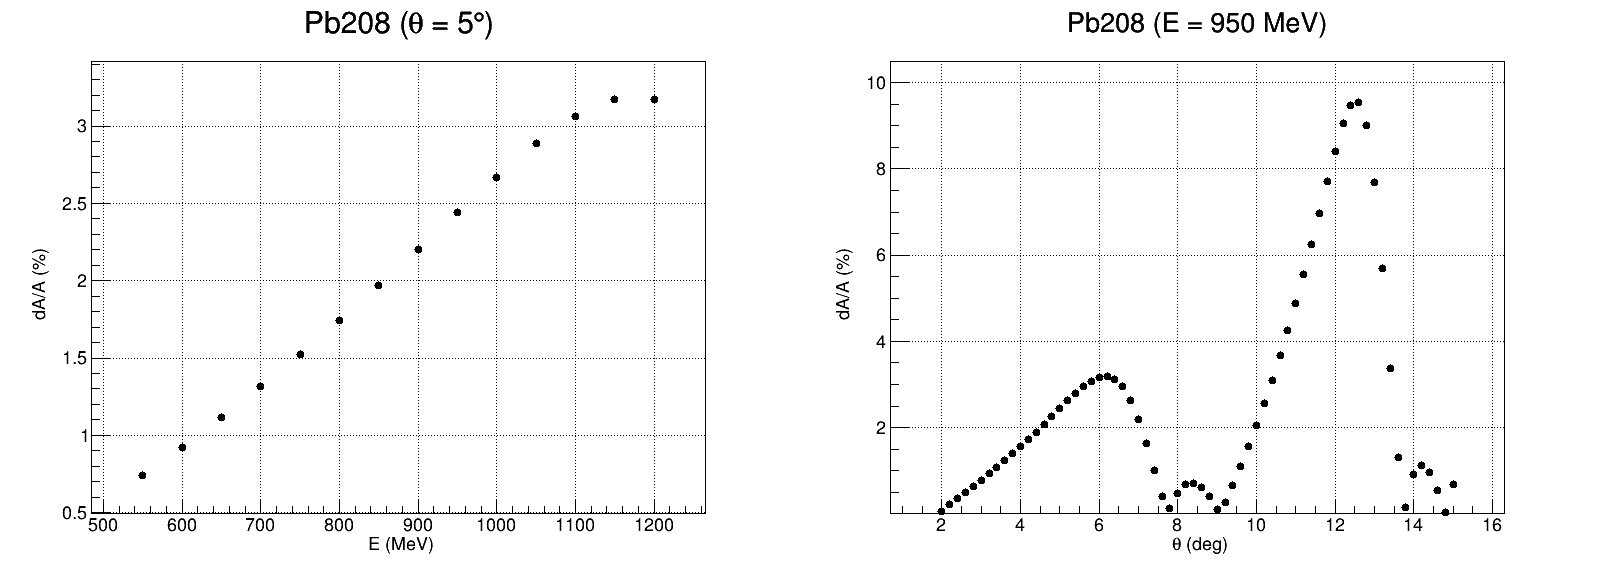 Pb208 (θ = 5°)
dA/A (%)
3
2.5
2
1.5
1
0.5
500 600 700 800 900 1000 1100 1200
E (MeV)
Pb208 (E = 950 MeV)
dA/A (%)
10
8
6
4
2
2 4 6 8 10 12 14 16
θ (deg)